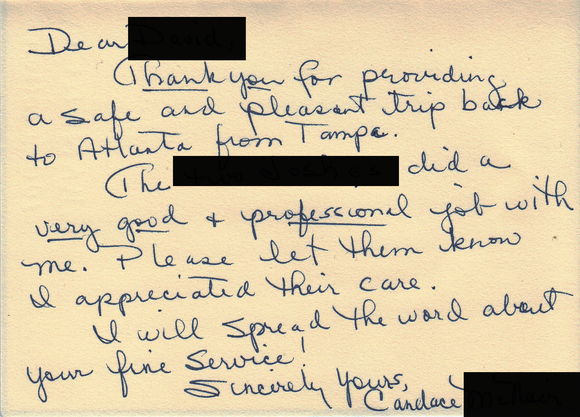 Dear
Thank you for providing
a safe and pleasant trip back
to Atlanta from Tampa.
The did a
very good + professional job with
me. Please let them know
I appreciated their care.
I will spread the word about
your fine service!
Sincerely yours,
Candace